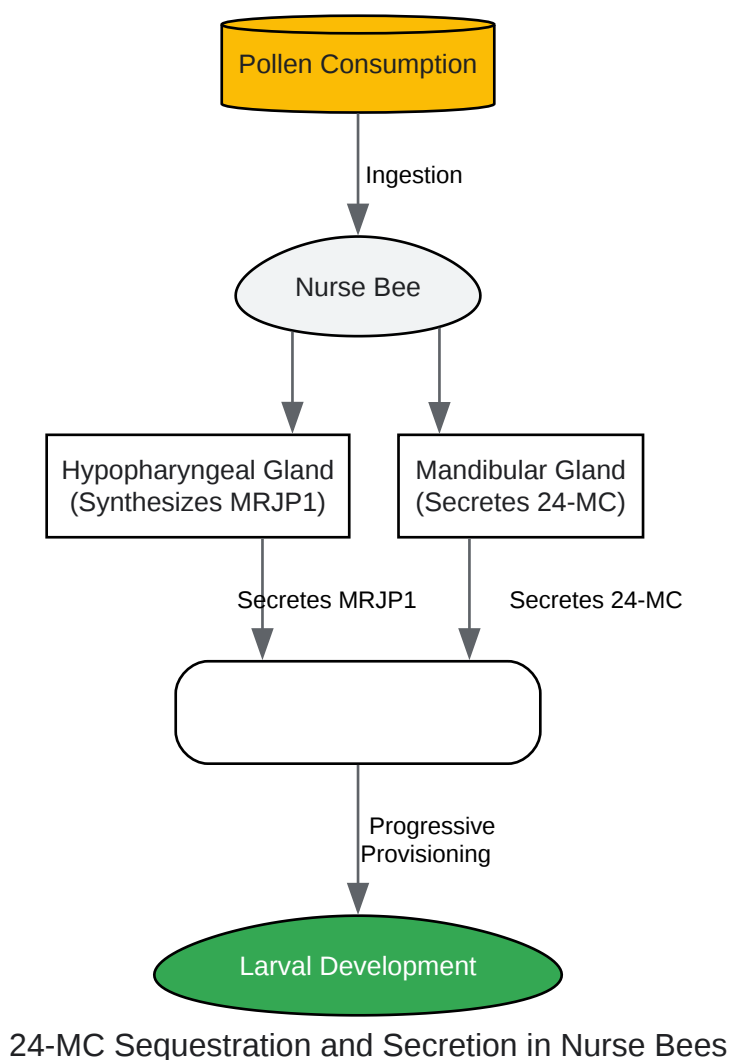 Pollen Consumption
Ingestion
Nurse Bee
Hypopharyngeal Gland
(Synthesizes MRJP1)
Mandibular Gland
(Secretes 24-MC)
Secretes MRJP1
Secretes 24-MC
Progressive
Provisioning
Larval Development
24-MC Sequestration and Secretion in Nurse Bees